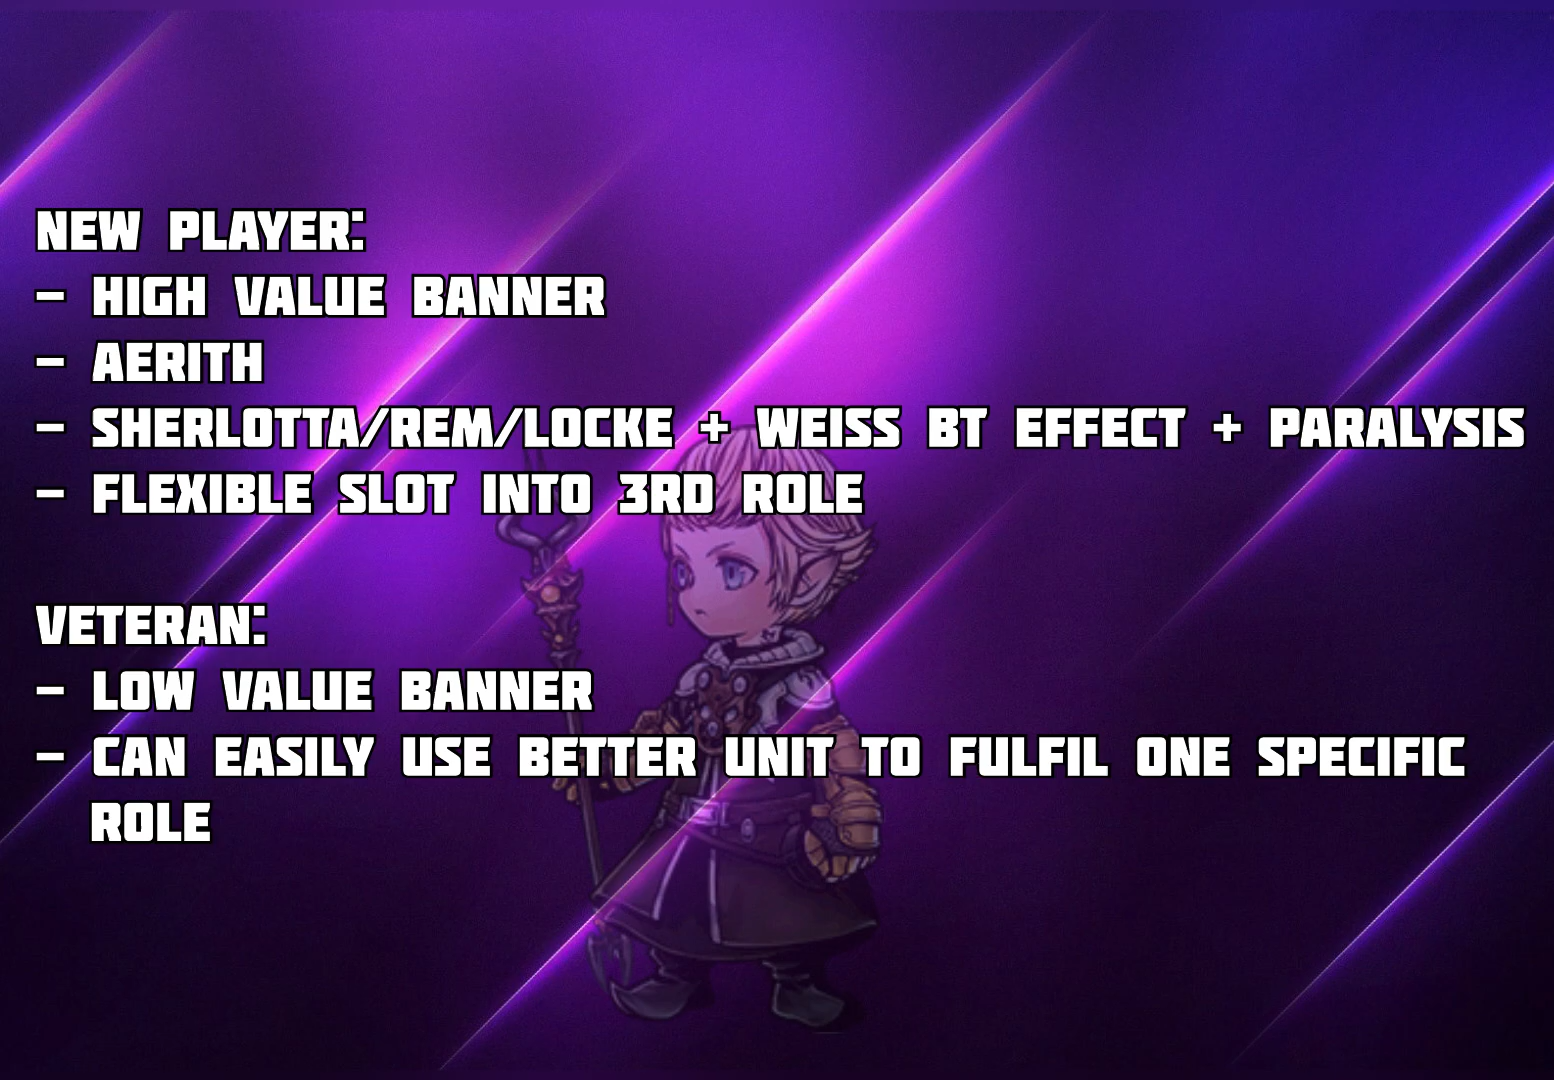 NEW PLAYER:
- HIGH VALUE BANNER
- AERITH
- SHERLOTTA/REM/LOCKE + WEISS BT EFFECT + PARALYSIS
- FLEXIBLE SLOT INTO 3RD ROLE
VETERAN:
- LOW VALUE BANNER
- CAN EASILY USE BETTER UNIT TO FULFIL ONE SPECIFIC
ROLE